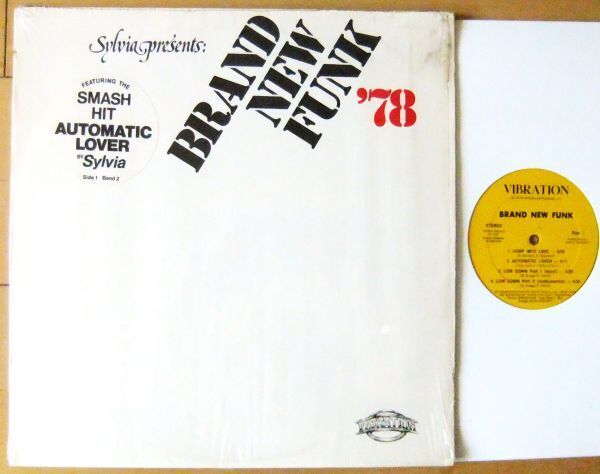 Sylvia presents:
BRAND
NEW
FUNK
'78
FEATURING THE
SMASH
HIT
AUTOMATIC
LOVER
BY Sylvia
Side I Band 2
VIBRATION
BRAND NEW FUNK
STEREO
1. JUMP INTO LOVE
2. AUTOMATIC LOVER
3. LOW DOWN Part I (Vocal)
4. LOW DOWN Part II (Instrumental)